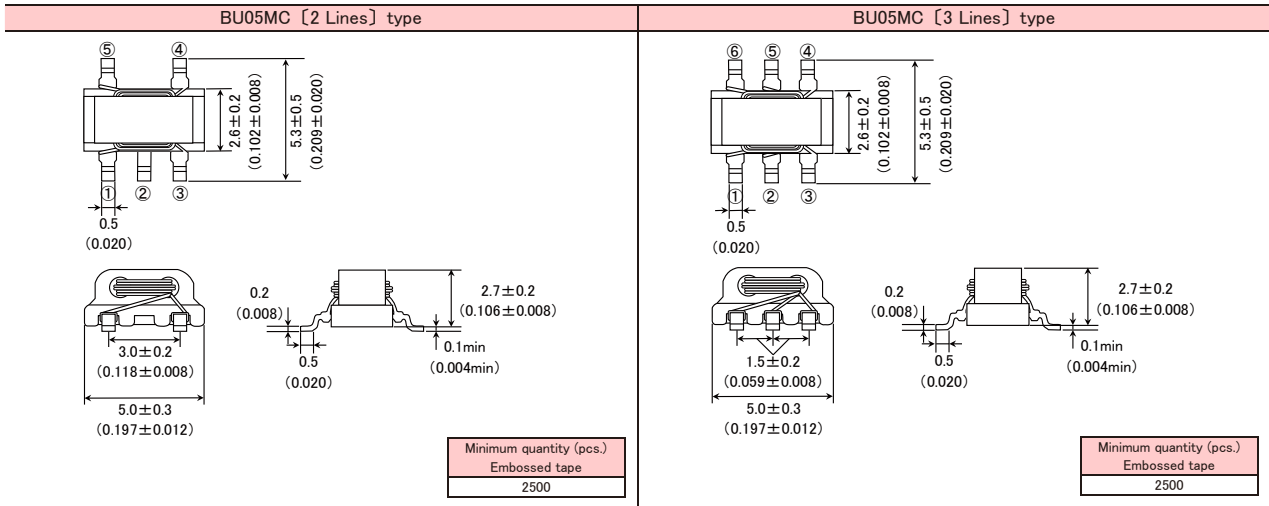 BU05MC〔2 Lines〕type
⑤ ④
2.6±0.2
(0.102±0.008)
5.3±0.5
(0.209±0.020)
① ② ③
0.5
(0.020)
0.2
(0.008)
2.7±0.2
(0.106±0.008)
3.0±0.2
(0.118±0.008)
0.5
(0.020)
0.1min
(0.004min)
5.0±0.3
(0.197±0.012)
Minimum quantity (pcs.)
Embossed tape
2500
BU05MC〔3 Lines〕type
⑥ ⑤ ④
2.6±0.2
(0.102±0.008)
5.3±0.5
(0.209±0.020)
① ② ③
0.5
(0.020)
0.2
(0.008)
2.7±0.2
(0.106±0.008)
1.5±0.2
(0.059±0.008)
0.5
(0.020)
0.1min
(0.004min)
5.0±0.3
(0.197±0.012)
Minimum quantity (pcs.)
Embossed tape
2500